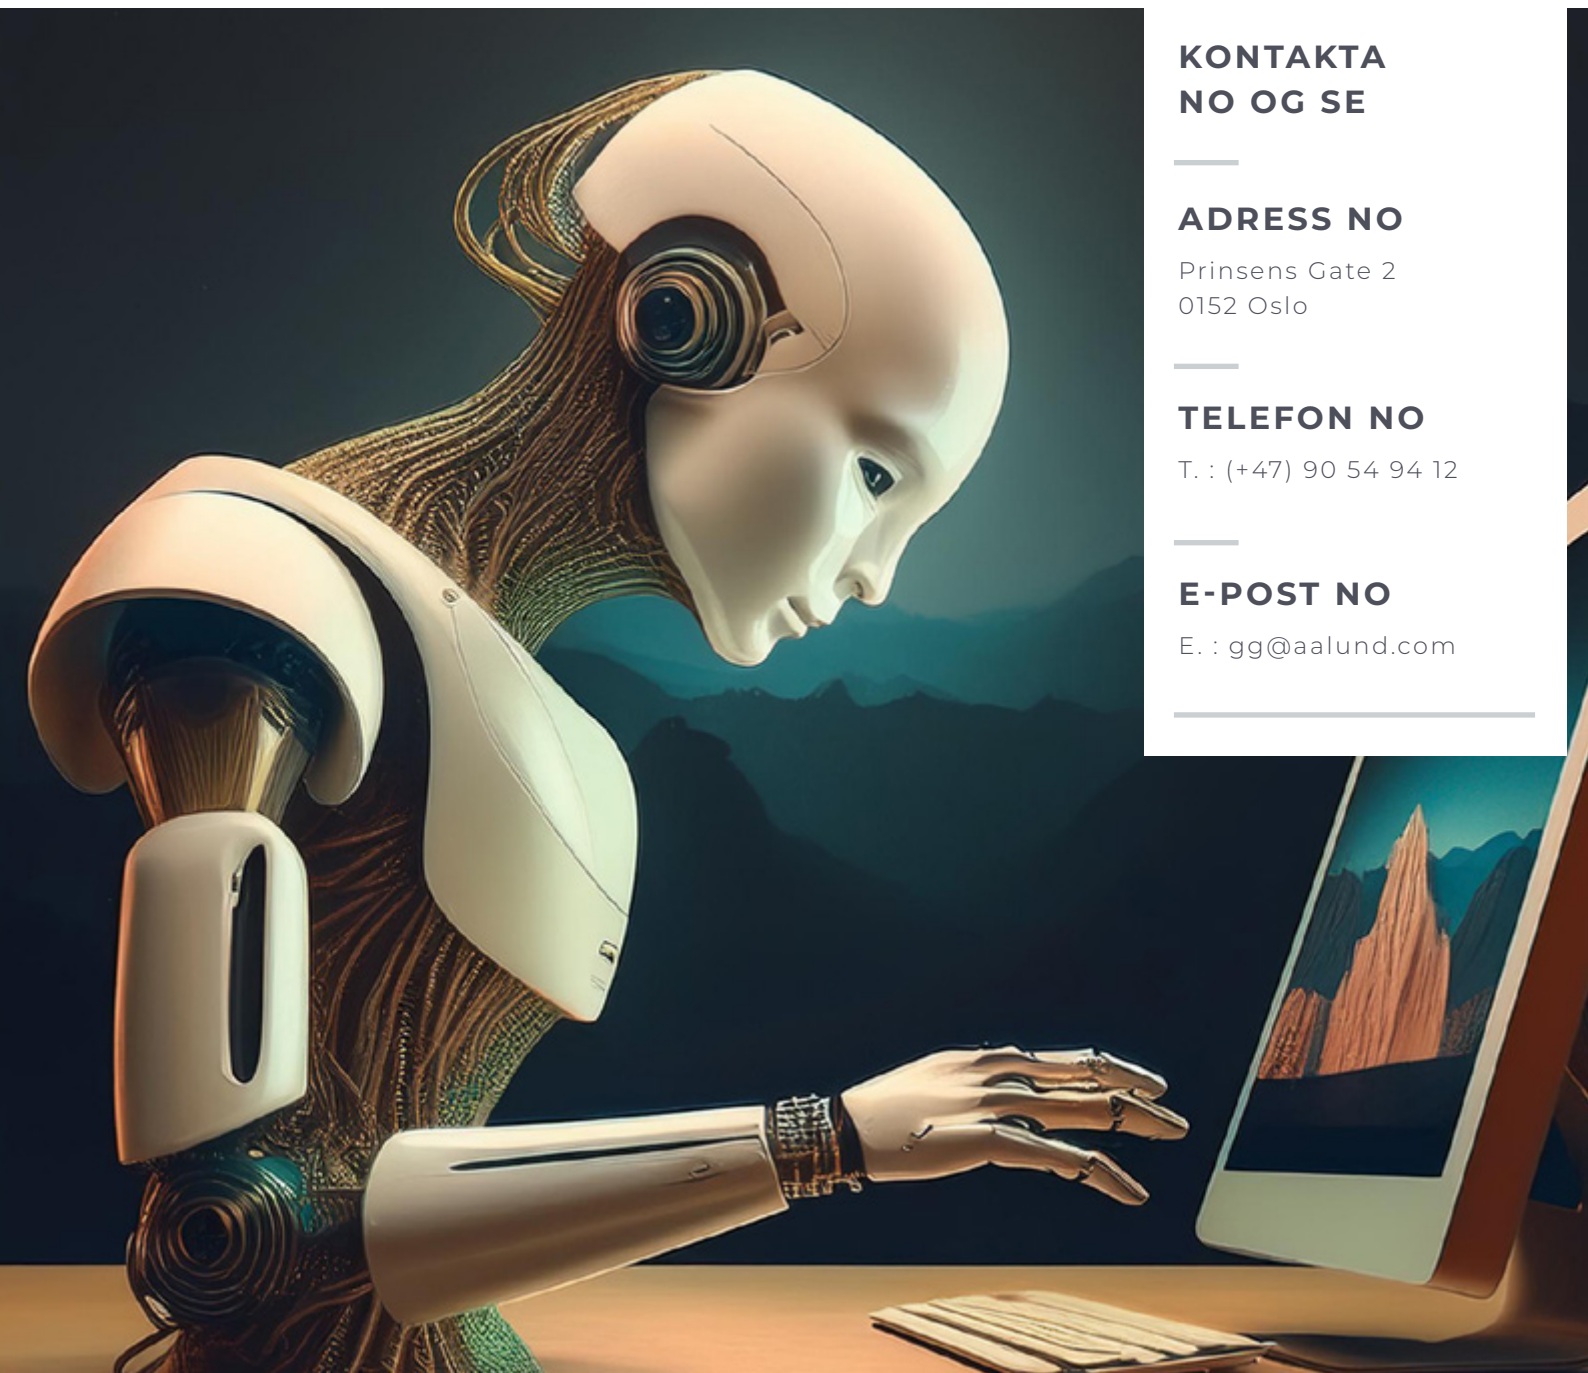 KONTAKTA
NO OG SE
ADRESS NO
Prinsens Gate 2
0152 Oslo
TELEFON NO
T. : (+47) 90 54 94 12
E-POST NO
E. : gg@aalund.com